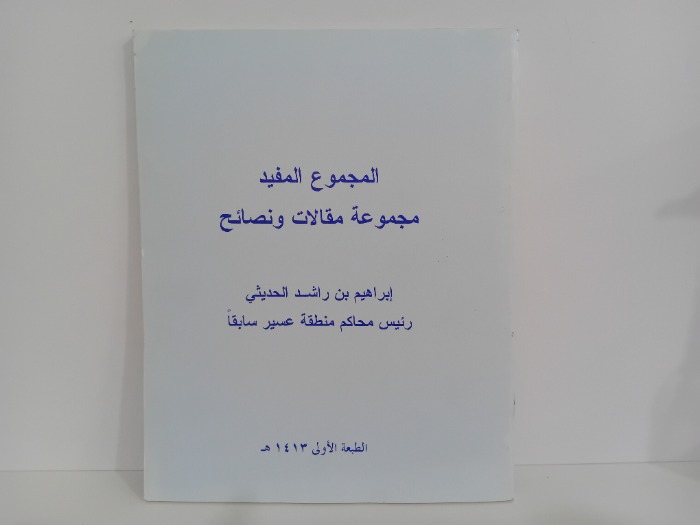 المجموع المفيد
مجموعة مقالات ونصائح
إبراهيم بن راشد الحديثي
رئيس محاكم منطقة عسير سابقاً
الطبعة الأولى ١٤١٣ هـ